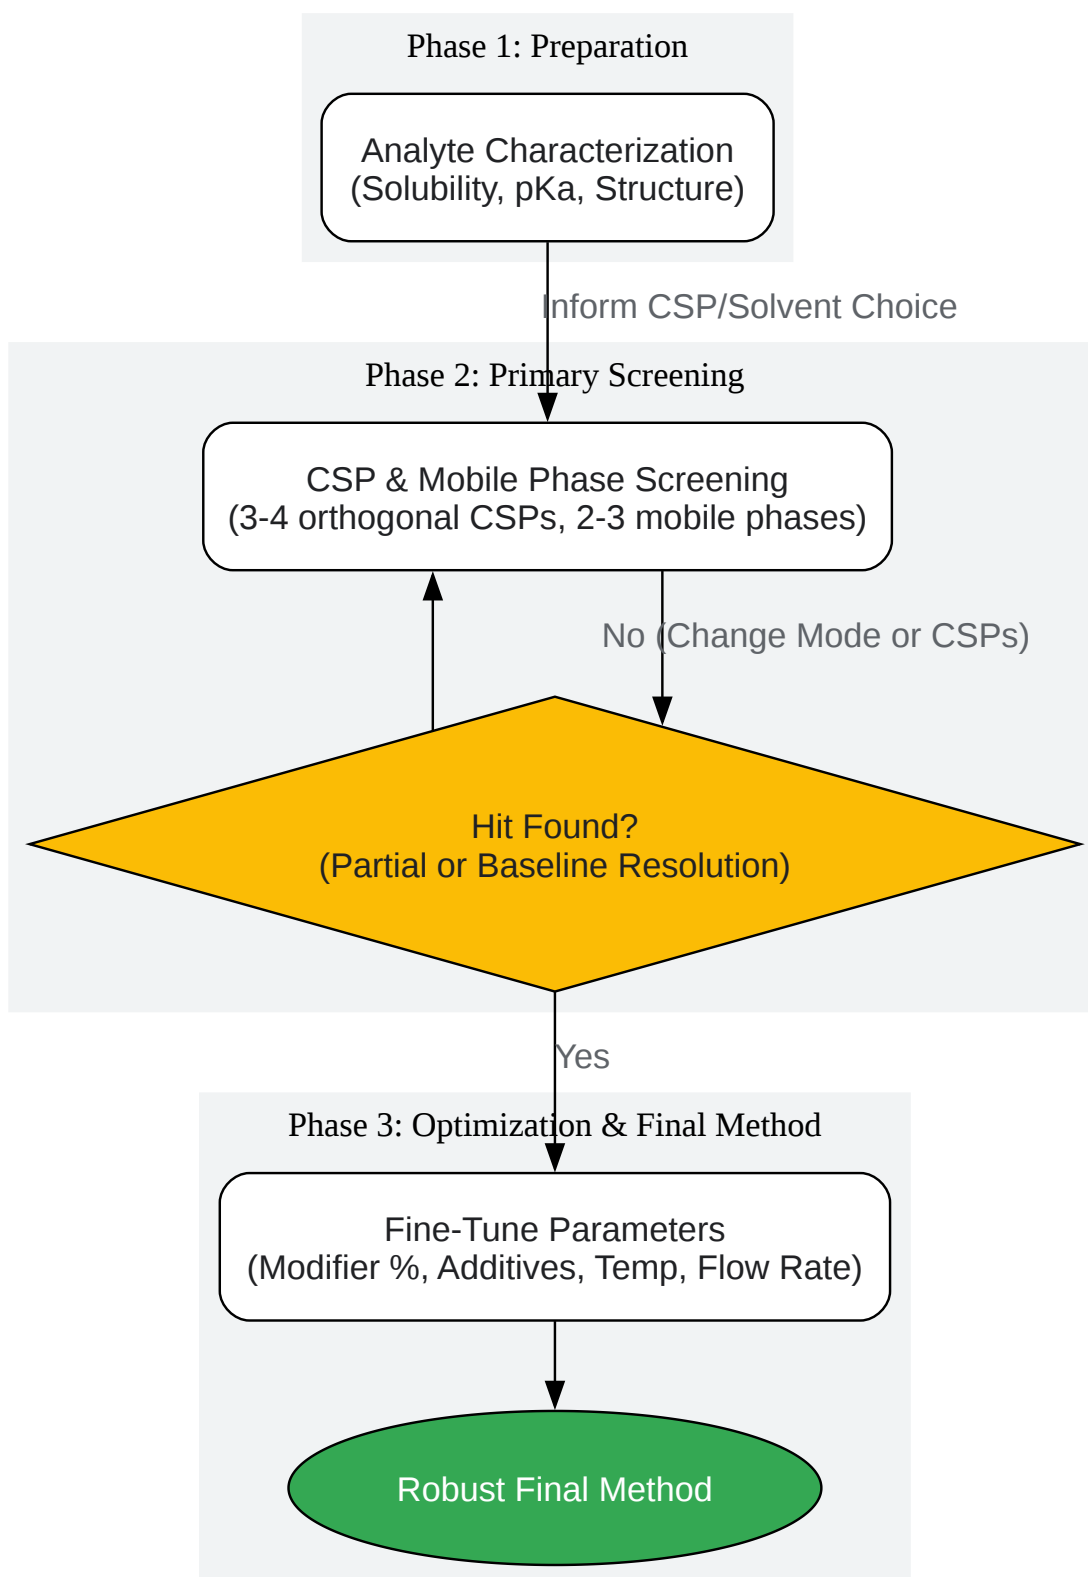 Phase 1: Preparation
Analyte Characterization
(Solubility, pKa, Structure)
Inform CSP/Solvent Choice
Phase 2: Primary Screening
CSP & Mobile Phase Screening
(3-4 orthogonal CSPs, 2-3 mobile phases)
No (Change Mode or CSPs)
Hit Found?
(Partial or Baseline Resolution)
Yes
Phase 3: Optimization & Final Method
Fine-Tune Parameters
(Modifier %, Additives, Temp, Flow Rate)
Robust Final Method